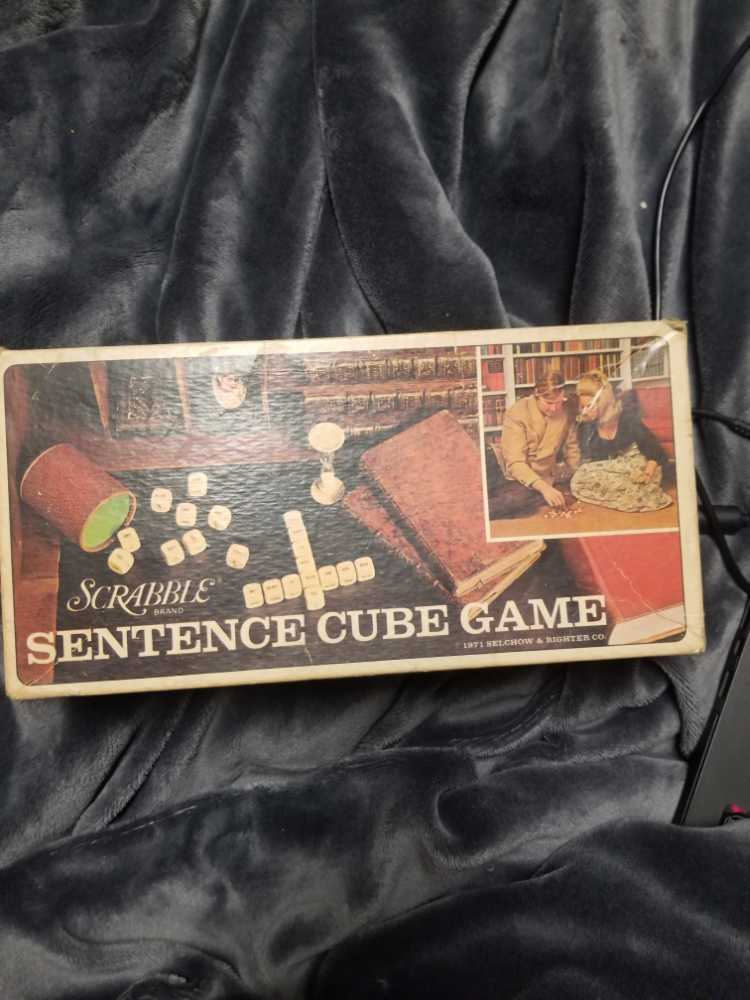 SCRABBLE®
BRAND
SENTENCE CUBE GAME
© 1971 SELCHOW & RIGHTER CO.